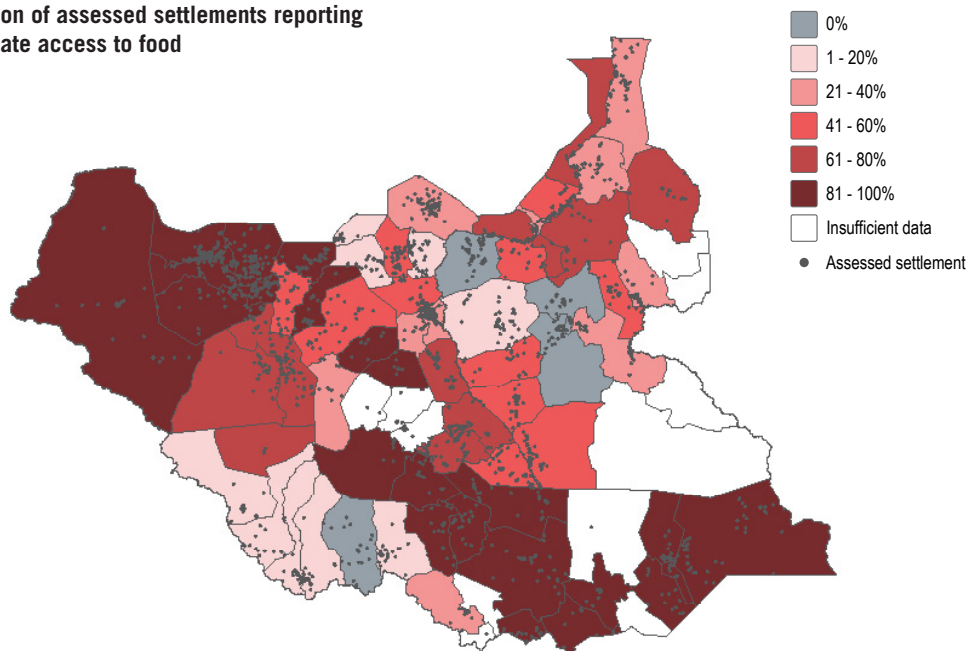 on of assessed settlements reporting
ate access to food
0%
1 - 20%
21 - 40%
41 - 60%
61 - 80%
81 - 100%
Insufficient data
Assessed settlement